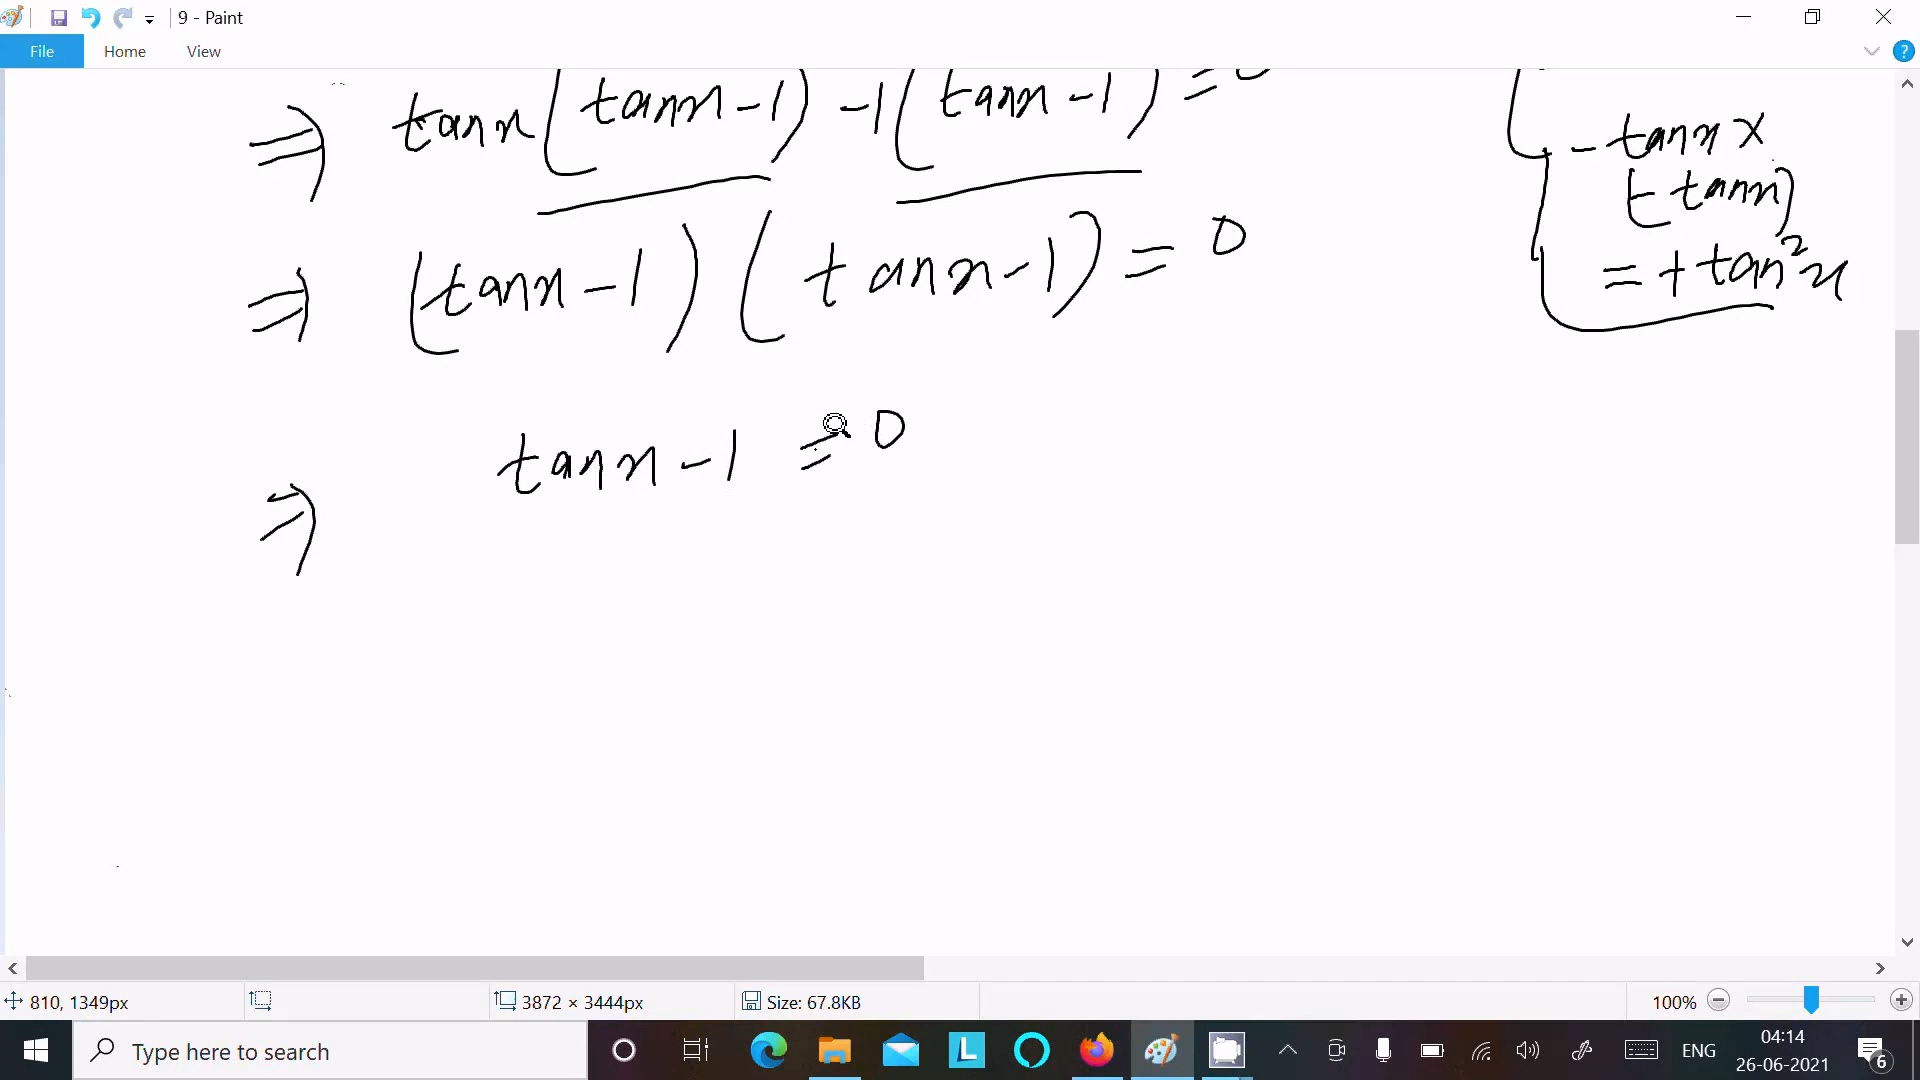 9 - Paint
File Home View
⇒ tanx (tanx - 1) - 1 (tanx - 1) = 0
⇒ (tanx - 1) (tanx - 1) = 0
⇒ tanx - 1 = 0
- tanx x
(- tanx)
= + tan²x
810, 1349px 3872 × 3444px Size: 67.8KB 100%
Type here to search L ENG 04:14
26-06-2021 6